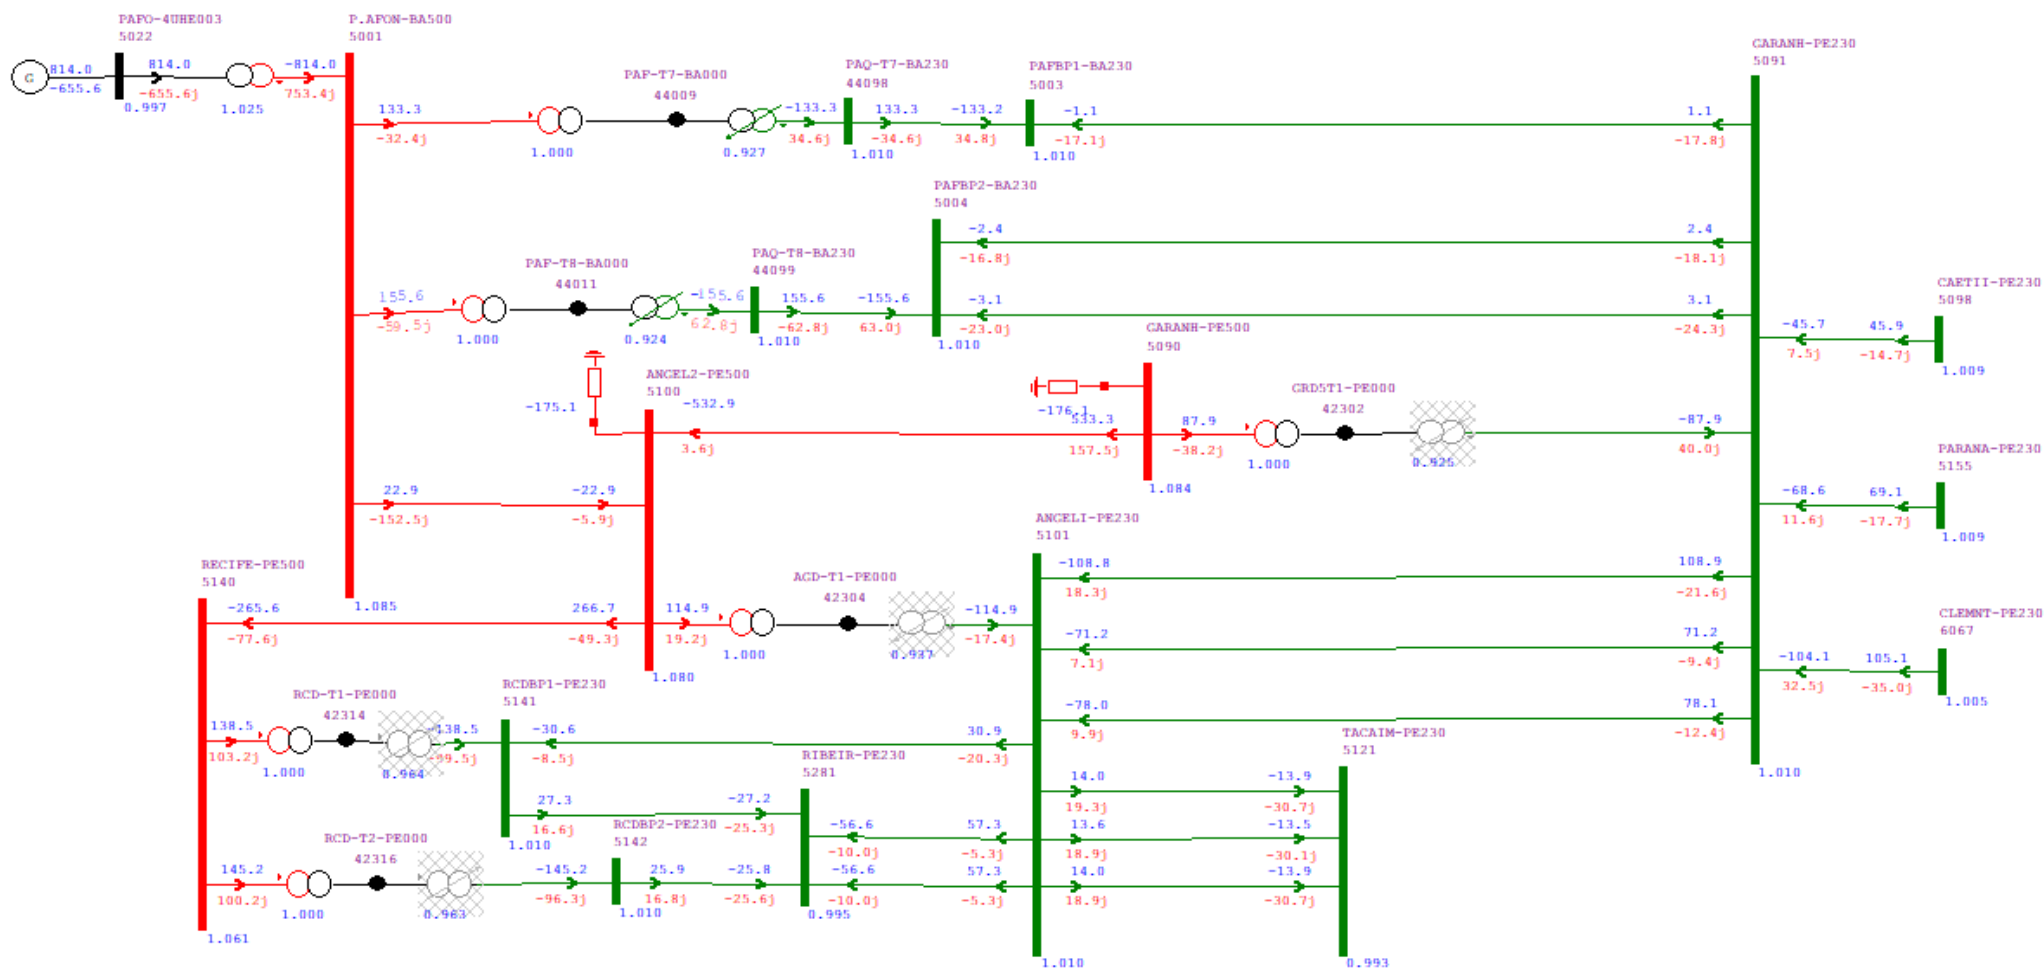 PAFO-4UHE003
5022
G
814.0
-655.6
814.0
-655.6j
0.997
1.025
-814.0
753.4j
P.AFON-BA500
5001
133.3
-32.4j
1.000
PAF-T7-BA000
44009
0.927
-133.3
34.6j
PAQ-T7-BA230
44098
133.3
-34.6j
1.010
-133.2
34.8j
PAFBP1-BA230
5003
-1.1
-17.1j
1.010
1.1
-17.8j
GARANH-PE230
5091
PAFBP2-BA230
5004
-2.4
-16.8j
2.4
-18.1j
155.6
-59.5j
1.000
PAF-T8-BA000
44011
0.924
-155.6
62.8j
PAQ-T8-BA230
44099
155.6
-62.8j
1.010
-155.6
63.0j
-3.1
-23.0j
1.010
3.1
-24.3j
CAETII-PE230
5098
-45.7
7.5j
45.9
-14.7j
1.009
-175.1
ANGEL2-PE500
5100
-532.9
3.6j
GARANH-PE500
5090
-176.1
533.3
157.5j
87.9
-38.2j
1.084
1.000
GRD5T1-PE000
42302
0.925
-87.9
40.0j
PARANA-PE230
5155
-68.6
11.6j
69.1
-17.7j
1.009
22.9
-152.5j
-22.9
-5.9j
1.085
RECIFE-PE500
5140
-265.6
-77.6j
266.7
-49.3j
114.9
19.2j
1.080
1.000
AGD-T1-PE000
42304
0.937
-114.9
-17.4j
ANGELI-PE230
5101
-108.8
18.3j
108.9
-21.6j
-71.2
7.1j
71.2
-9.4j
-78.0
9.9j
78.1
-12.4j
1.010
CLEMNT-PE230
6067
-104.1
32.5j
105.1
-35.0j
1.005
138.5
103.2j
1.000
RCD-T1-PE000
42314
0.964
-138.5
-99.5j
RCDBP1-PE230
5141
-30.6
-8.5j
30.9
-20.3j
27.3
16.6j
1.010
-27.2
-25.3j
RIBEIR-PE230
5281
-56.6
-10.0j
57.3
-5.3j
-56.6
-10.0j
57.3
-5.3j
0.995
14.0
19.3j
-13.9
-30.7j
13.6
18.9j
-13.5
-30.1j
14.0
18.9j
-13.9
-30.7j
1.010
TACAIM-PE230
5121
0.993
145.2
100.2j
1.061
1.000
RCD-T2-PE000
42316
0.963
-145.2
-96.3j
RCDBP2-PE230
5142
25.9
16.8j
1.010
-25.8
-25.6j